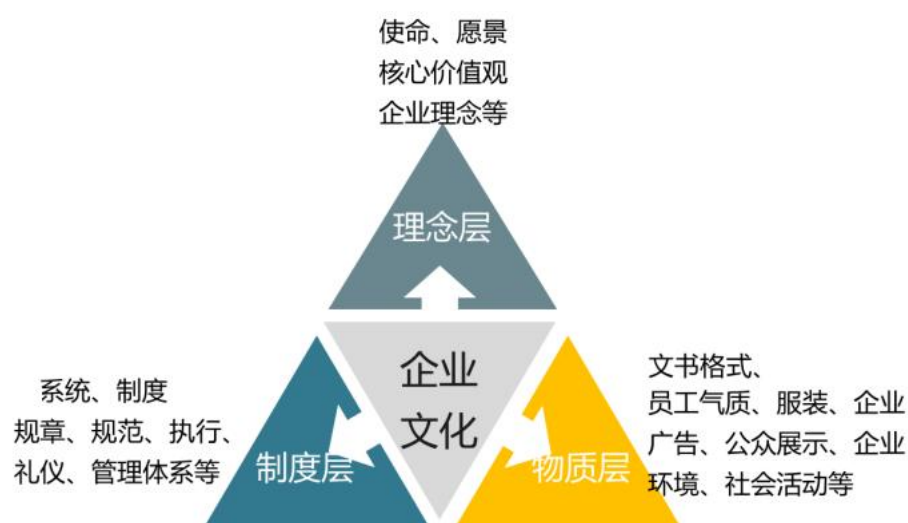 使命、愿景
核心价值观
企业理念等
理念层
企业
文化
系统、制度
规章、规范、执行、
礼仪、管理体系等
制度层
物质层
文书格式、
员工气质、服装、企业
广告、公众展示、企业
环境、社会活动等